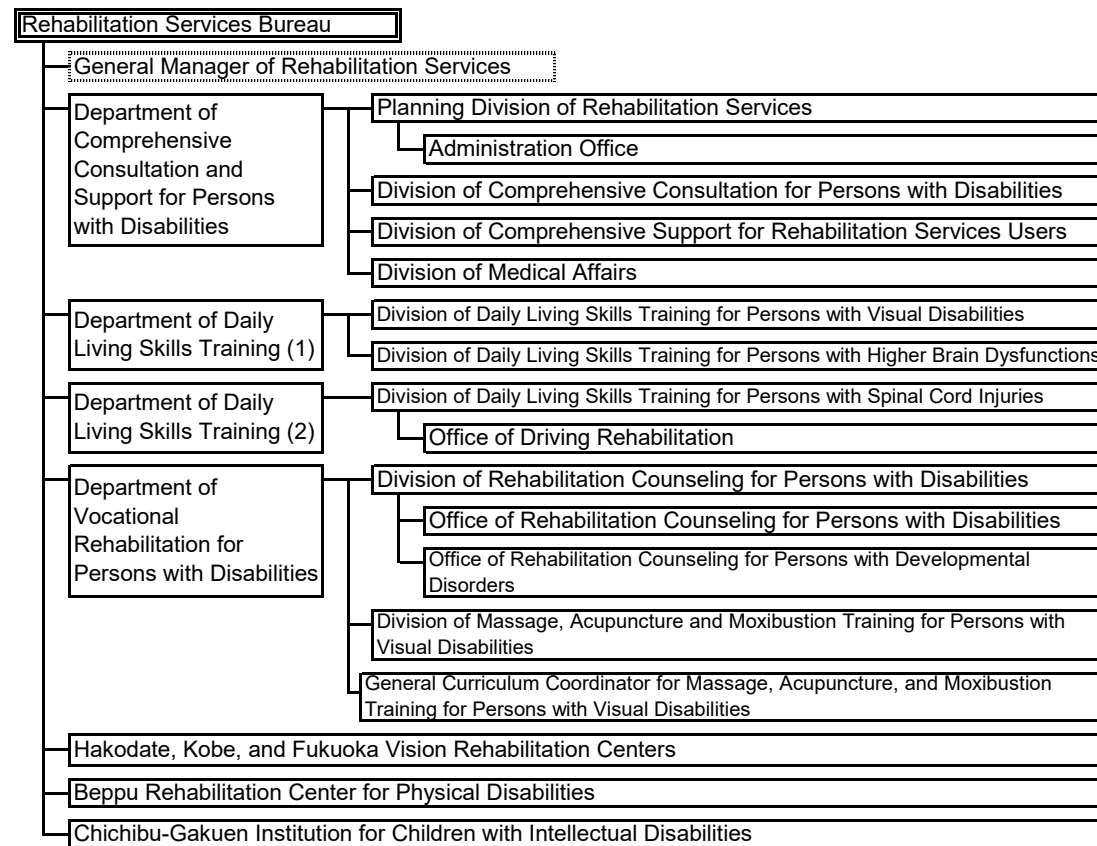 Rehabilitation Services Bureau
General Manager of Rehabilitation Services
Department of
Comprehensive
Consultation and
Support for Persons
with Disabilities
Planning Division of Rehabilitation Services
Administration Office
Division of Comprehensive Consultation for Persons with Disabilities
Division of Comprehensive Support for Rehabilitation Services Users
Division of Medical Affairs
Department of Daily
Living Skills Training (1)
Division of Daily Living Skills Training for Persons with Visual Disabilities
Division of Daily Living Skills Training for Persons with Higher Brain Dysfunctions
Department of Daily
Living Skills Training (2)
Division of Daily Living Skills Training for Persons with Spinal Cord Injuries
Office of Driving Rehabilitation
Department of
Vocational
Rehabilitation for
Persons with Disabilities
Division of Rehabilitation Counseling for Persons with Disabilities
Office of Rehabilitation Counseling for Persons with Disabilities
Office of Rehabilitation Counseling for Persons with Developmental
Disorders
Division of Massage, Acupuncture and Moxibustion Training for Persons with
Visual Disabilities
General Curriculum Coordinator for Massage, Acupuncture, and Moxibustion
Training for Persons with Visual Disabilities
Hakodate, Kobe, and Fukuoka Vision Rehabilitation Centers
Beppu Rehabilitation Center for Physical Disabilities
Chichibu-Gakuen Institution for Children with Intellectual Disabilities